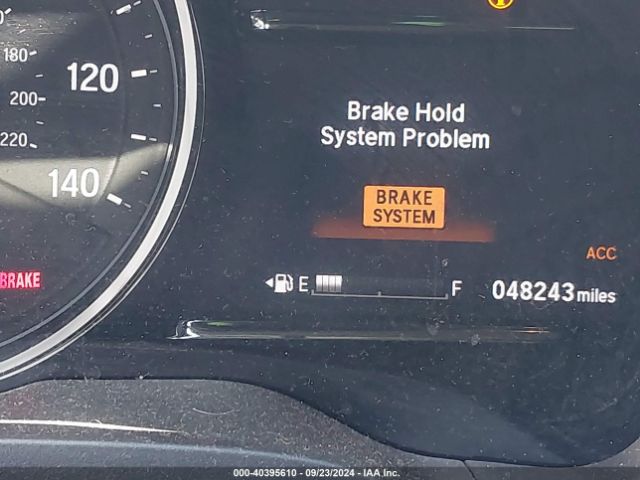 180
120
200
220
140
Brake Hold
System Problem
BRAKE
SYSTEM
ACC
BRAKE
E F 048243 miles
000-40395610 - 09/23/2024 - IAA Inc.